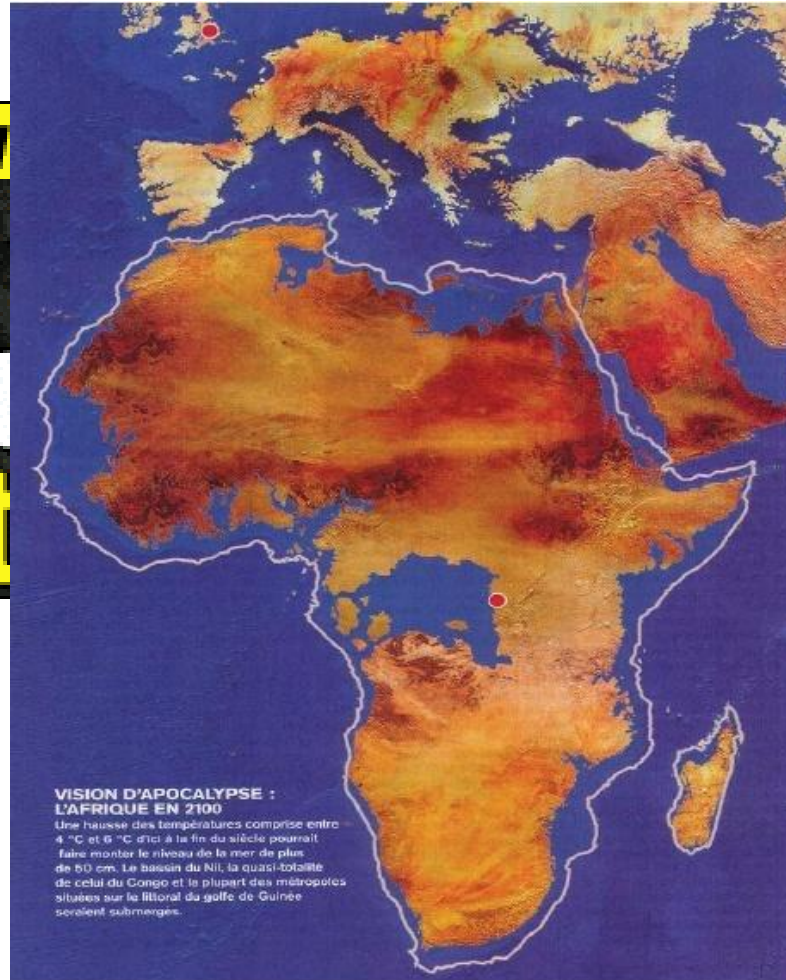 VISION D'APOCALYPSE :
L'AFRIQUE EN 2100
Une hausse des températures comprise entre
4 °C et 6 °C d'ici à la fin du siècle pourrait
faire monter le niveau de la mer de plus
de 50 cm. Le bassin du Nil, la quasi-totalité
de celui du Congo et la plupart des métropoles
situées sur le littoral du golfe de Guinée
seraient submergés.